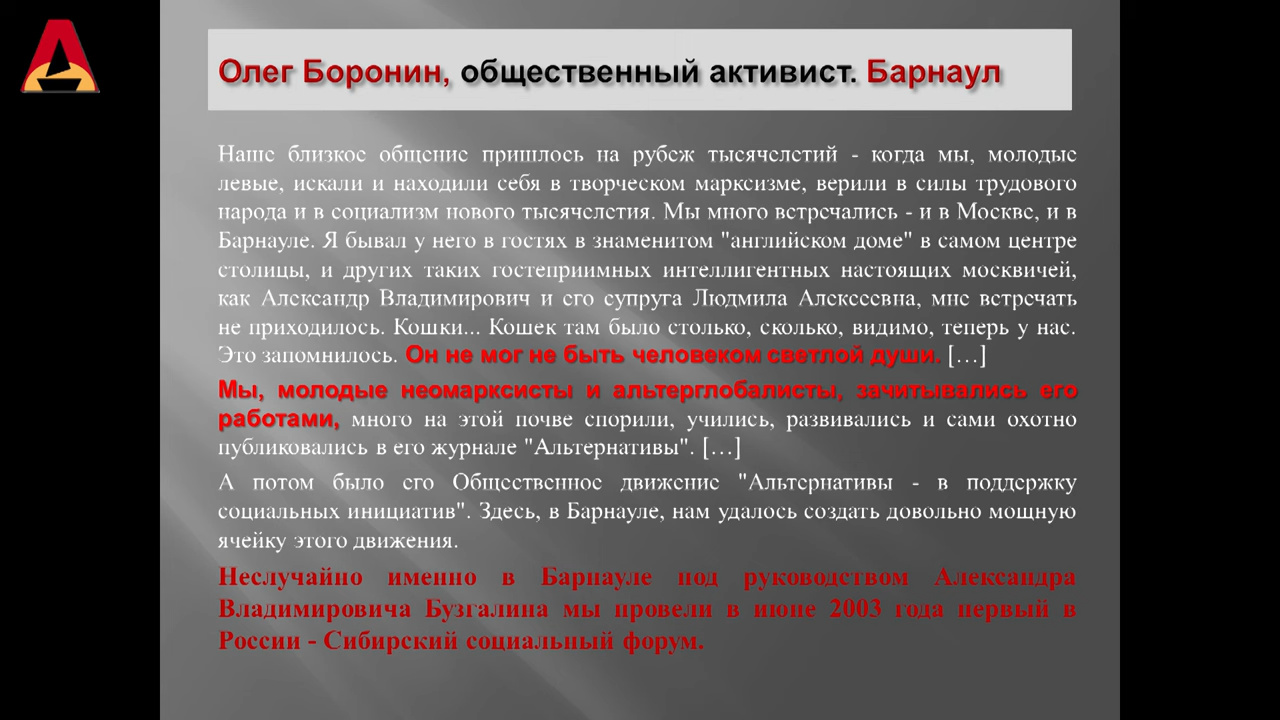 Олег Боронин, общественный активист. Барнаул
Наше близкое общение пришлось на рубеж тысячелетий - когда мы, молодые
левые, искали и находили себя в творческом марксизме, верили в силы трудового
народа и в социализм нового тысячелетия. Мы много встречались - и в Москве, и в
Барнауле. Я бывал у него в гостях в знаменитом "английском доме" в самом центре
столицы, и других таких гостеприимных интеллигентных настоящих москвичей,
как Александр Владимирович и его супруга Людмила Алексеевна, мне встречать
не приходилось. Кошки... Кошек там было столько, сколько, видимо, теперь у нас.
Это запомнилось. Он не мог не быть человеком светлой души. […]
Мы, молодые неомарксисты и альтерглобалисты, зачитывались его
работами, много на этой почве спорили, учились, развивались и сами охотно
публиковались в его журнале "Альтернативы". […]
А потом было его Общественное движение "Альтернативы - в поддержку
социальных инициатив". Здесь, в Барнауле, нам удалось создать довольно мощную
ячейку этого движения.
Неслучайно именно в Барнауле под руководством Александра
Владимировича Бузгалина мы провели в июне 2003 года первый в
России - Сибирский социальный форум.